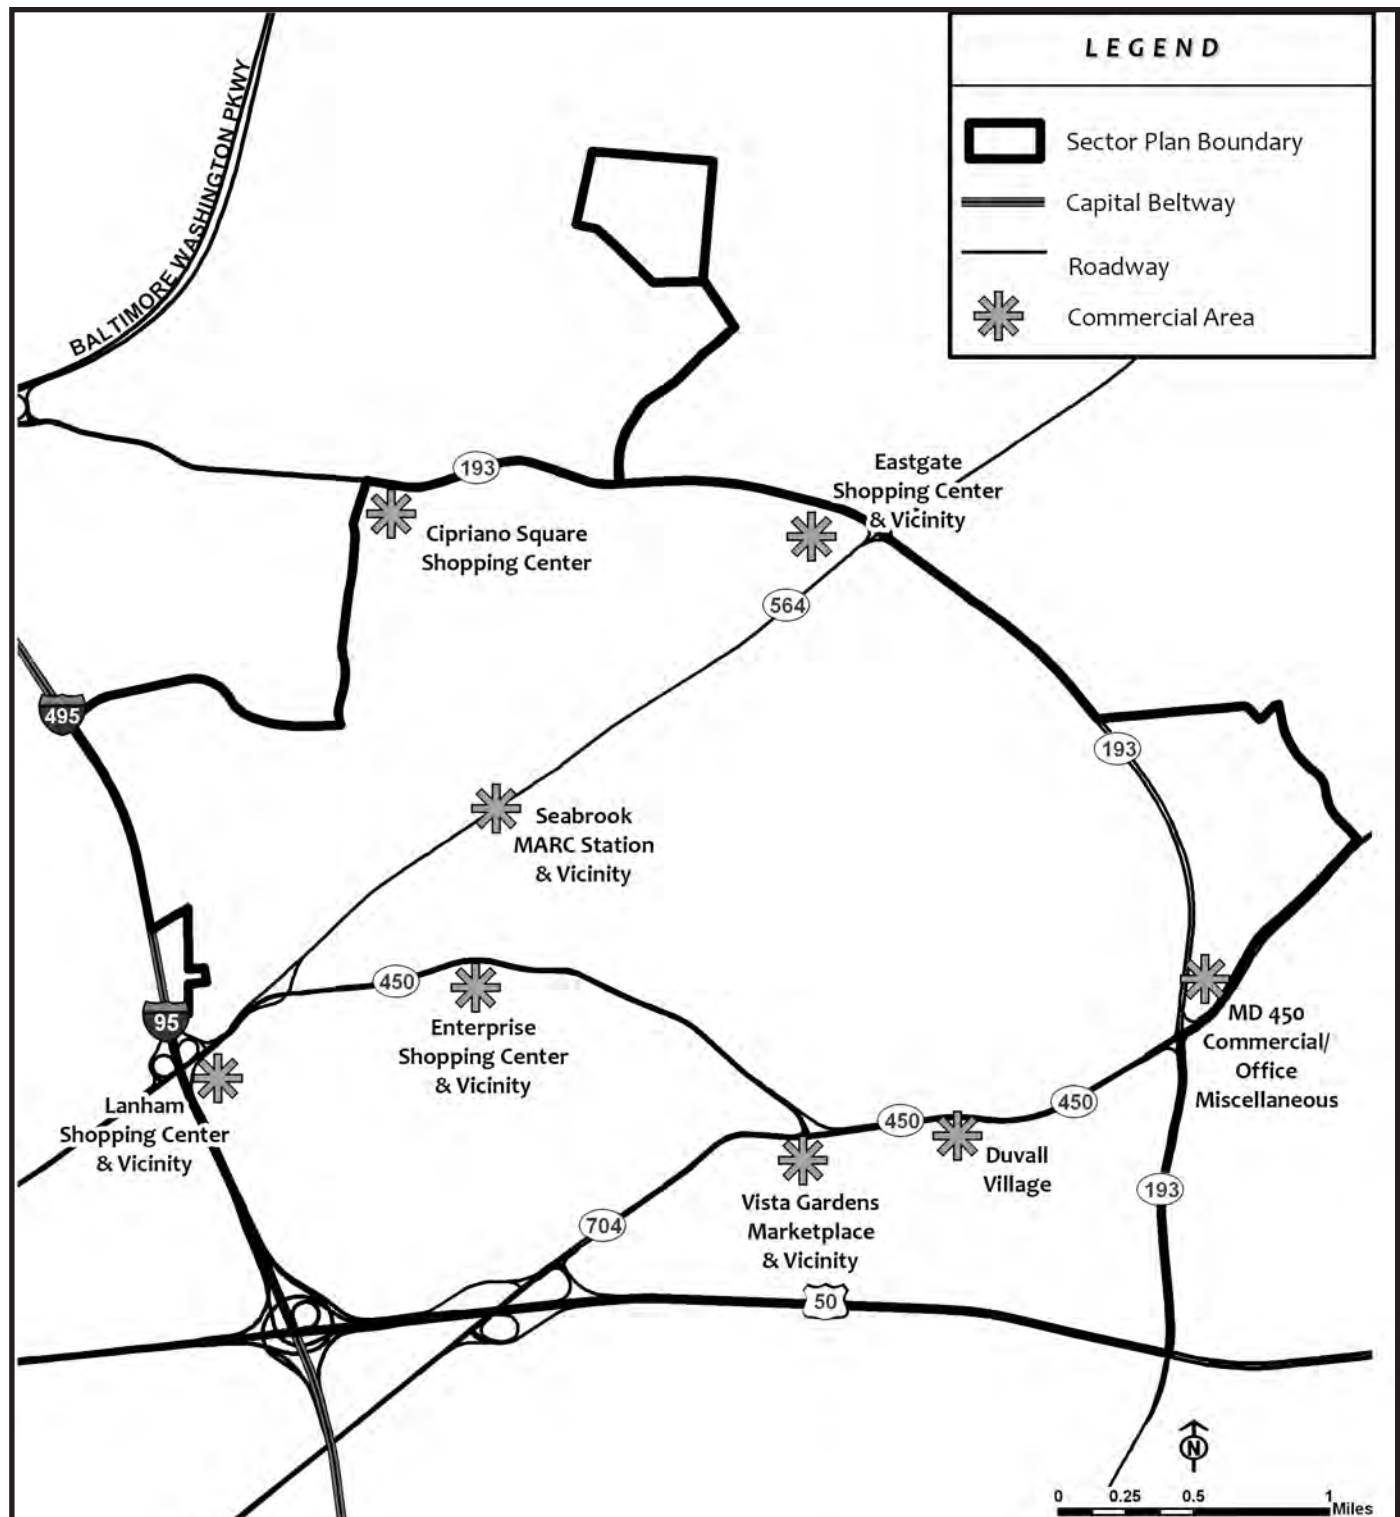 LEGEND
Sector Plan Boundary
Capital Beltway
Roadway
Commercial Area
BALTIMORE WASHINGTON PKWY
193
Eastgate
Shopping Center
& Vicinity
Cipriano Square
Shopping Center
564
495
193
Seabrook
MARC Station
& Vicinity
450
95
Enterprise
Shopping Center
& Vicinity
MD 450
Commercial/
Office
Miscellaneous
Lanham
Shopping Center
& Vicinity
450
450
Duvall
Village
Vista Gardens
Marketplace
& Vicinity
193
704
50
N
0 0.25 0.5 1
Miles